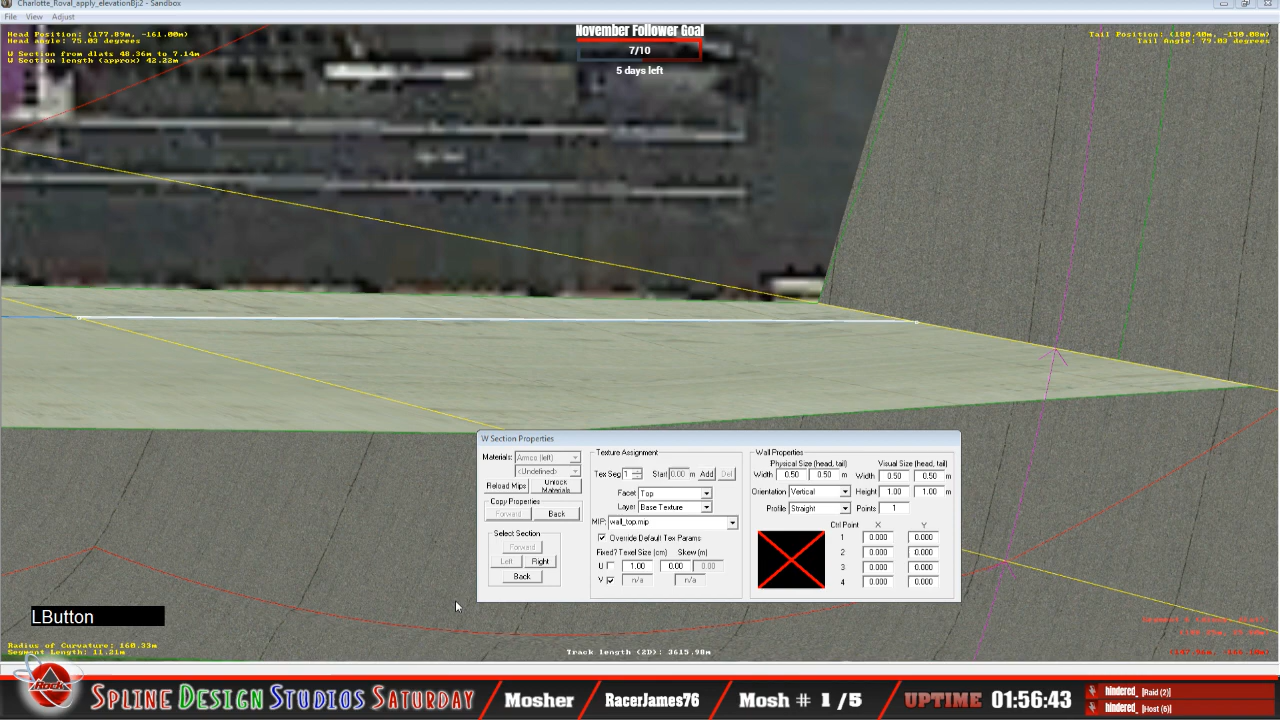 Charlotte_Roval_apply_elevationBji2 - Sandbox
File View Adjust
Head Position: (177.89m, -161.00m)
Head angle: 75.03 degrees
W Section from dlats 48.36m to 7.14m
W Section length (approx) 42.22m
November Follower Goal
7/10
5 days left
Tail Position: (180.40m, -150.08m)
Tail Angle: 79.03 degrees
W Section Properties
Materials: Armco (left)
<Undefined>
Reload Mips Unlock Materials
Copy Properties
Forward Back
Select Section
Forward
Left Right
Back
Texture Assignment
Tex Seg 1 Start 0.00 m Add Del
Facet Top
Layer Base Texture
MIP: wall_top.mip
Override Default Tex Params
Fixed? Texel Size (cm) Skew (m)
U 1.00 0.00 0.00
V n/a n/a
Wall Properties
Physical Size (head, tail) Visual Size (head, tail)
Width 0.50 0.50 m Width 0.50 0.50 m
Orientation Vertical Height 1.00 1.00 m
Profile Straight Points 1
Ctrl Point X Y
1 0.000 0.000
2 0.000 0.000
3 0.000 0.000
4 0.000 0.000
LButton
Radius of Curvature: 160.33m
Segment Length: 11.21m
Track length (2D): 3615.98m
Rock
Spline Design Studios Saturday
Mosher
RacerJames76
Mosh # 1/5
UPTIME 01:56:43
hindered_ [Raid (2)]
hindered_ [Host (6)]